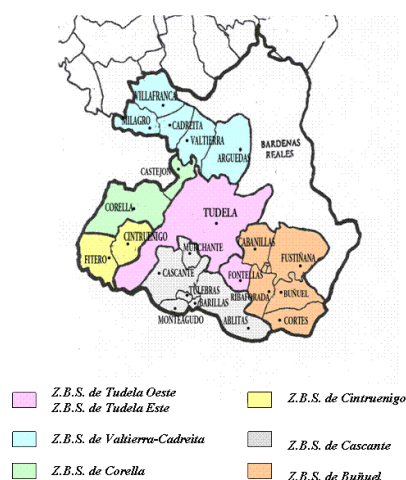 VILLAFRANCA
MILAGRO
CADREITA
VALTIERRA
ARGUEDAS
BARDENAS
REALES
CASTEJON
CORELLA
TUDELA
CINTRUENIGO
FITERO
MURCHANTE
CABANILLAS
CASCANTE
FUSTIÑANA
FONTELLAS
TULEBRAS
BARILLAS
RIBAFORADA
BUÑUEL
MONTEAGUDO
ABLITAS
CORTES
Z.B.S. de Tudela Oeste
Z.B.S. de Tudela Este
Z.B.S. de Cintruenigo
Z.B.S. de Valtierra-Cadreita
Z.B.S. de Cascante
Z.B.S. de Corella
Z.B.S. de Buñuel